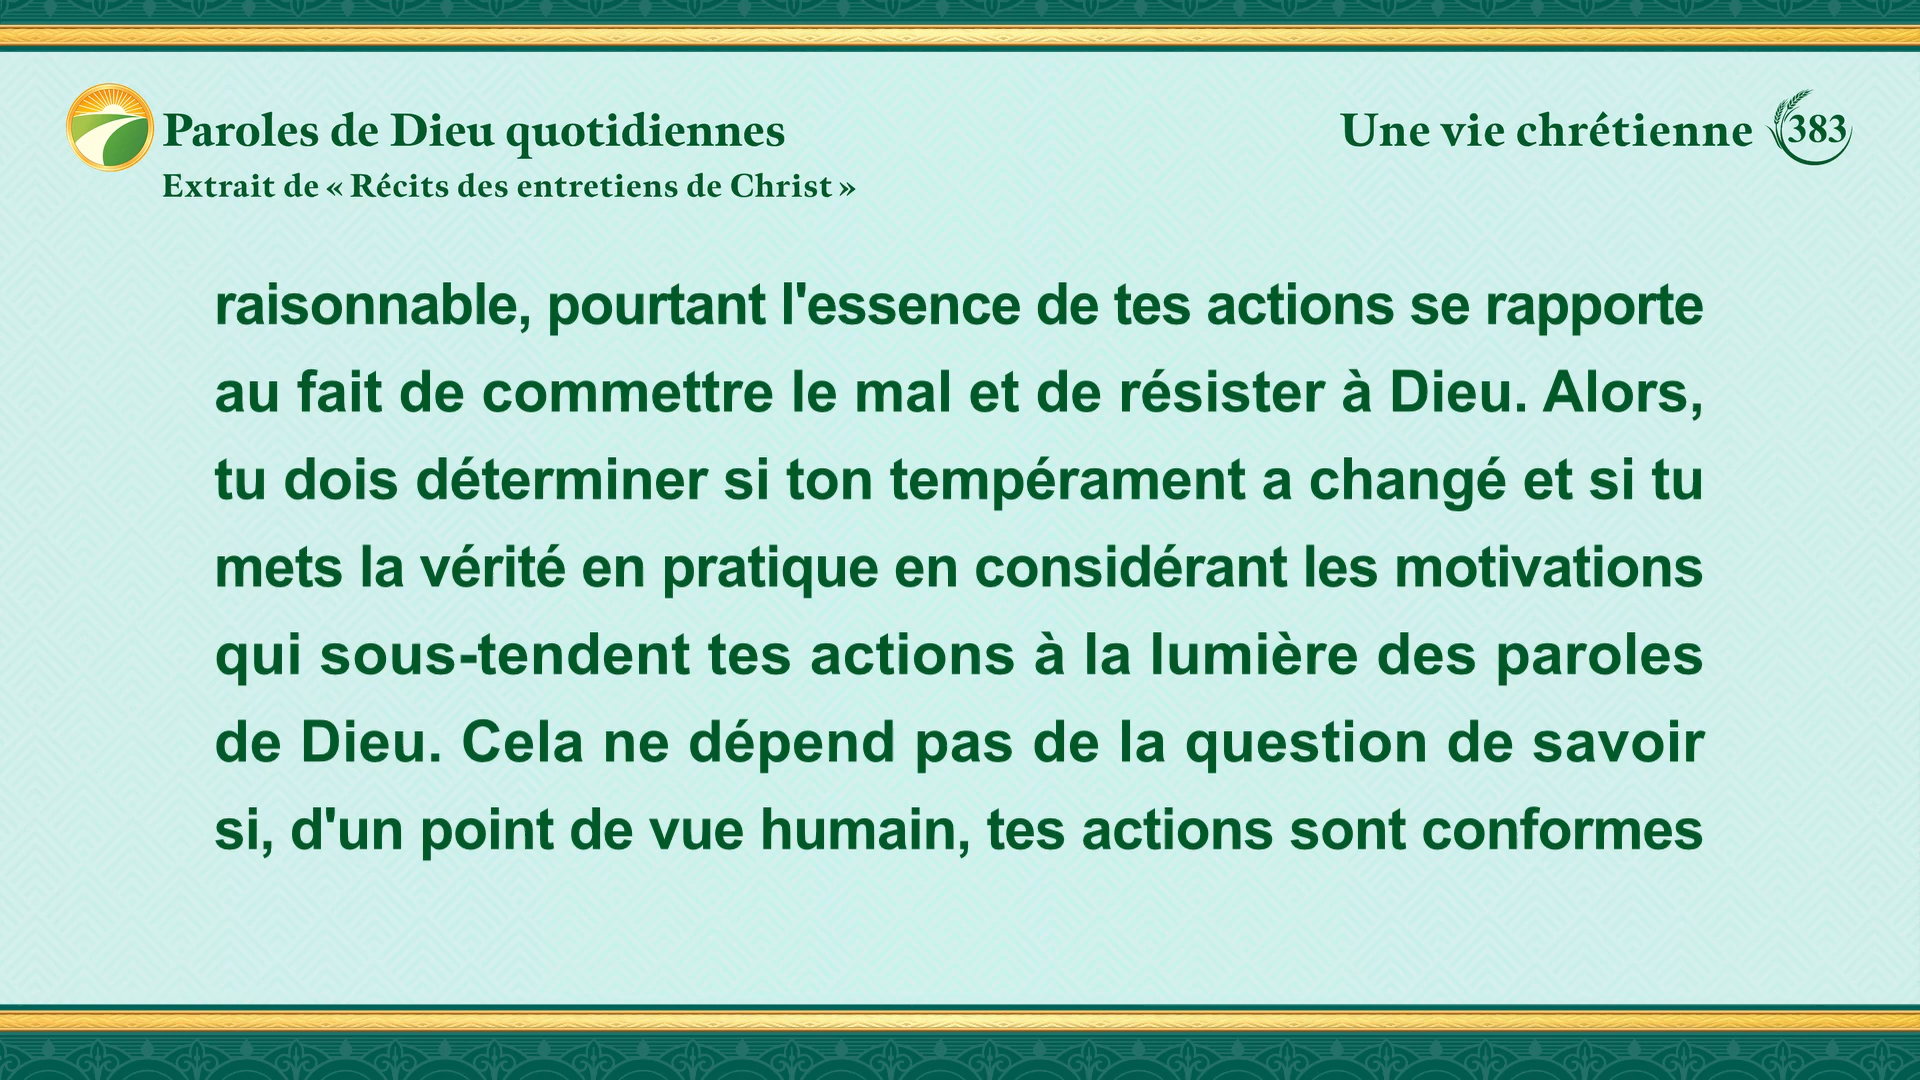 Paroles de Dieu quotidiennes
Extrait de « Récits des entretiens de Christ »
Une vie chrétienne 383
raisonnable, pourtant l'essence de tes actions se rapporte
au fait de commettre le mal et de résister à Dieu. Alors,
tu dois déterminer si ton tempérament a changé et si tu
mets la vérité en pratique en considérant les motivations
qui sous-tendent tes actions à la lumière des paroles
de Dieu. Cela ne dépend pas de la question de savoir
si, d'un point de vue humain, tes actions sont conformes